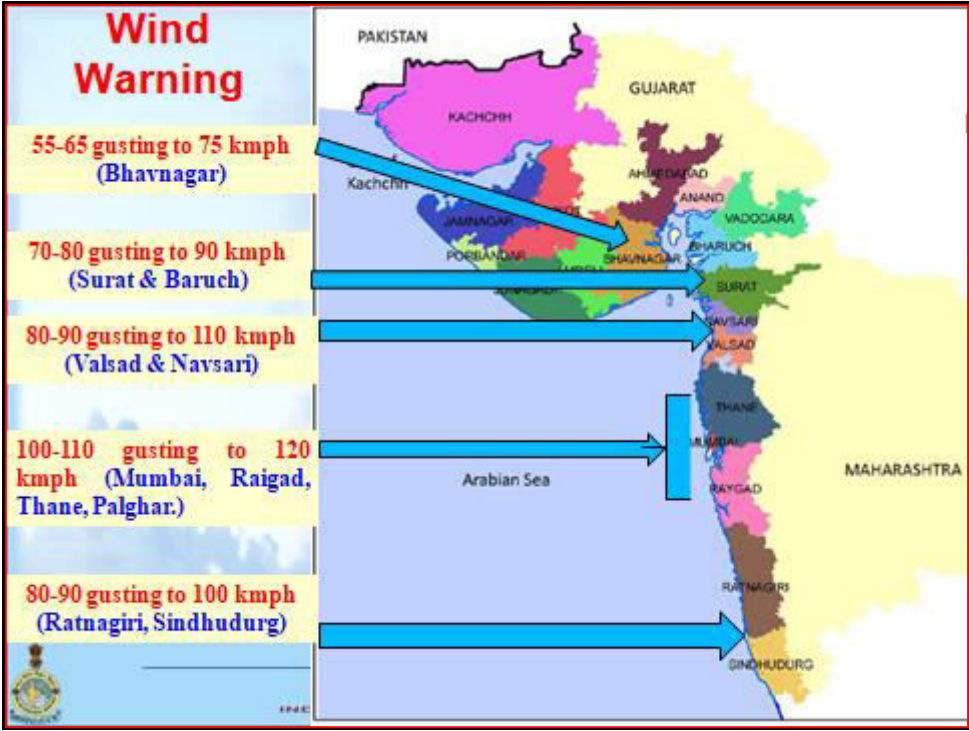 Wind
Warning
55-65 gusting to 75 kmph
(Bhavnagar)
70-80 gusting to 90 kmph
(Surat & Baruch)
80-90 gusting to 110 kmph
(Valsad & Navsari)
100-110 gusting to 120
kmph (Mumbai, Raigad,
Thane, Palghar.)
80-90 gusting to 100 kmph
(Ratnagiri, Sindhudurg)
PAKISTAN
GUJARAT
KACHCHH
Kachchh
AHMEDABAD
ANAND
VADODARA
JAMNAGAR
BHARUCH
PORBANDAR
BHAVNAGAR
SURAT
NAVSARI
VALSAD
THANE
MUMBAI
MAHARASHTRA
Arabian Sea
RAYGAD
RATNAGIRI
SINDHUDURG